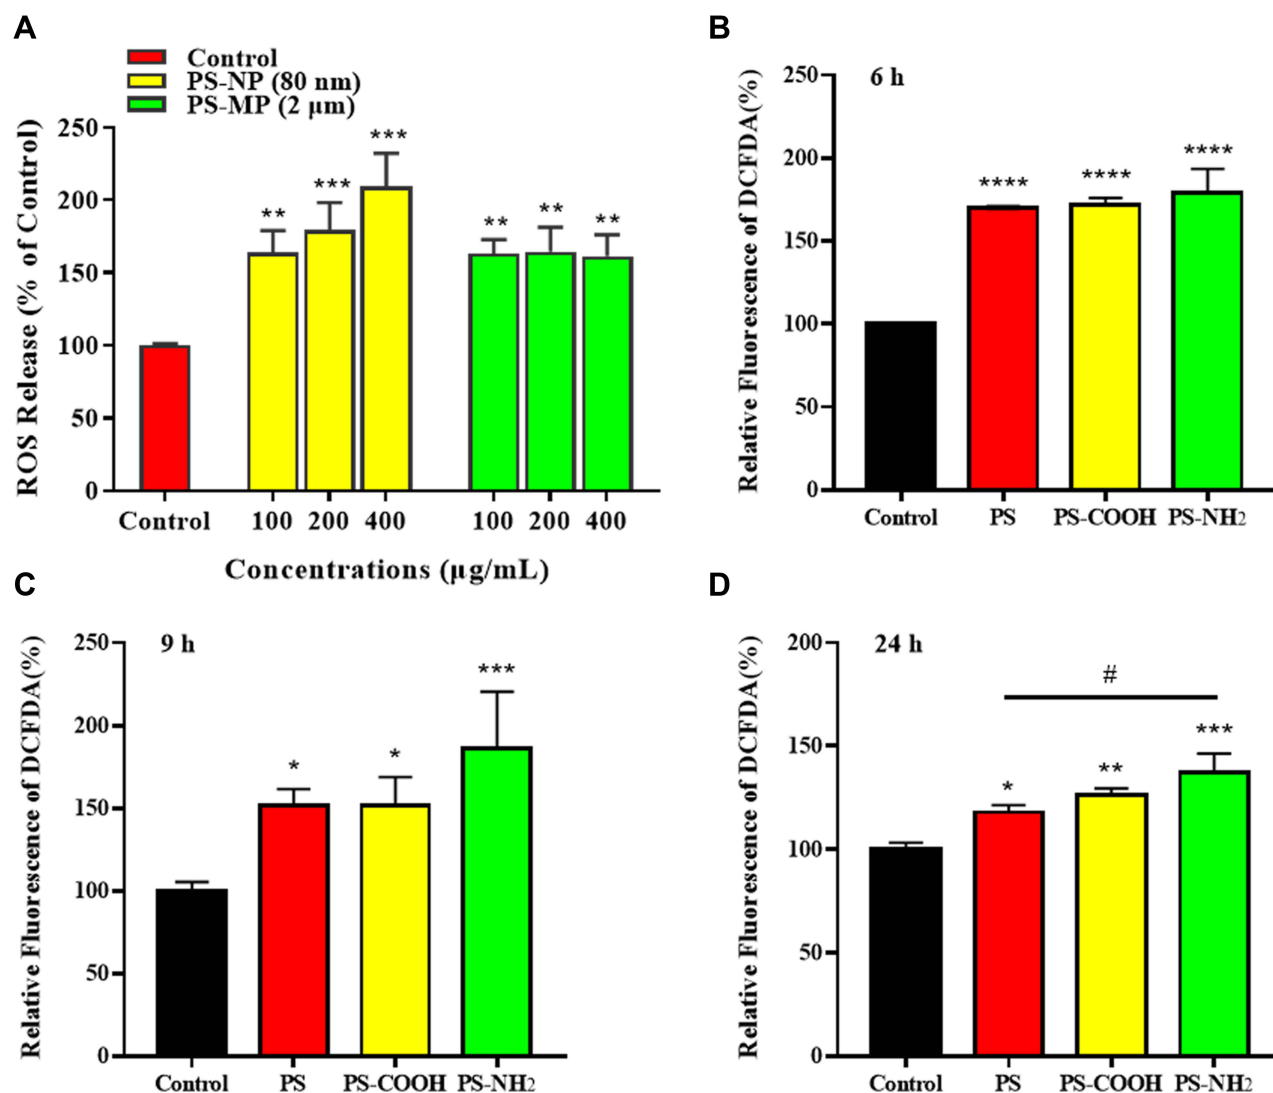 A
Control
PS-NP (80 nm)
PS-MP (2 μm)
ROS Release (% of Control)
250
200
150
100
50
0
** *** *** ** ** **
Control 100 200 400 100 200 400
Concentrations (μg/mL)
B
6 h
Relative Fluorescence of DCFDA(%)
250
200
150
100
50
0
**** **** ****
Control PS PS-COOH PS-NH2
C
9 h
Relative Fluorescence of DCFDA(%)
250
200
150
100
50
0
* * ***
Control PS PS-COOH PS-NH2
D
24 h
Relative Fluorescence of DCFDA(%)
200
150
100
50
0
#
* ** ***
Control PS PS-COOH PS-NH2